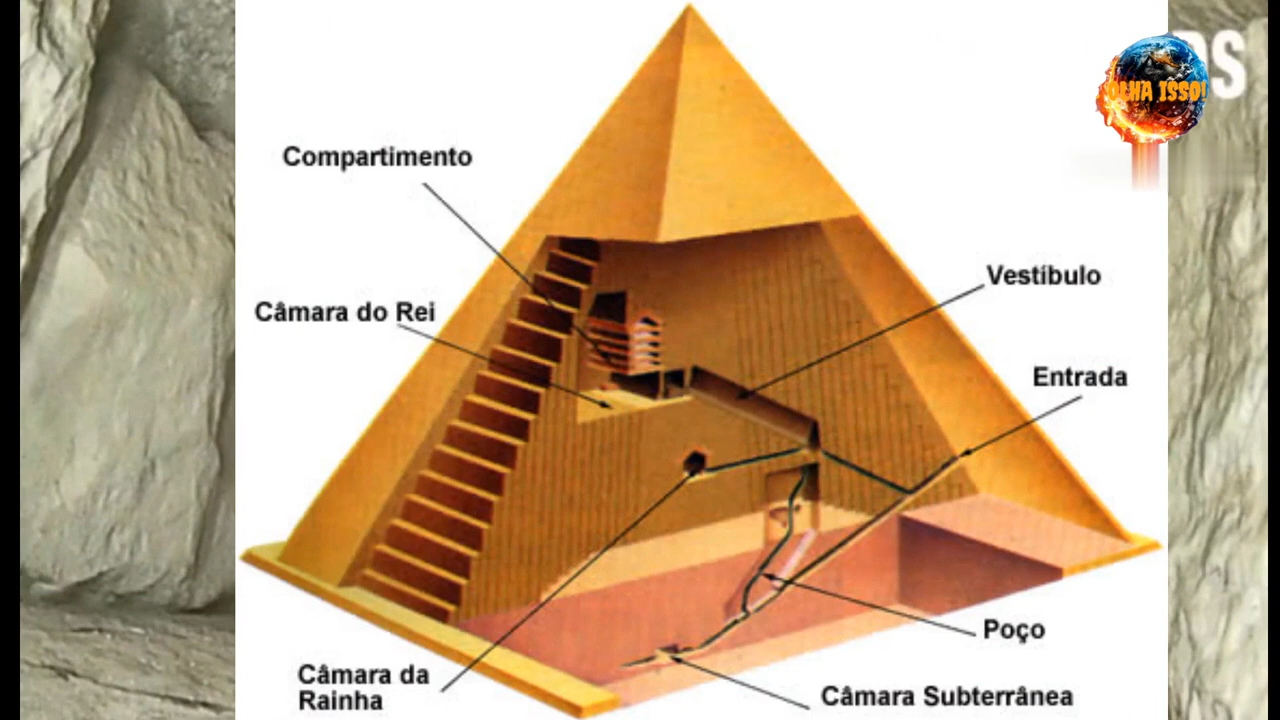 OLHA ISSO!
Compartimento
Vestíbulo
Câmara do Rei
Entrada
Poço
Câmara da
Rainha
Câmara Subterrânea